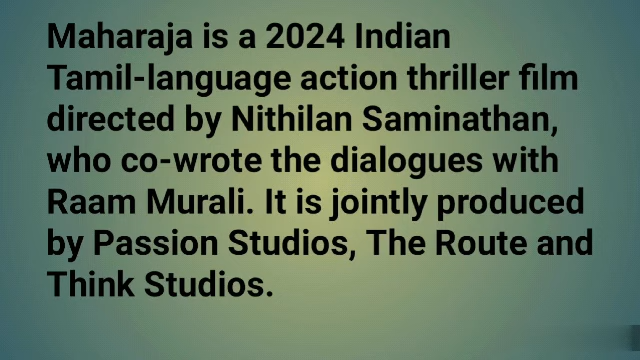 Maharaja is a 2024 Indian
Tamil-language action thriller film
directed by Nithilan Saminathan,
who co-wrote the dialogues with
Raam Murali. It is jointly produced
by Passion Studios, The Route and
Think Studios.